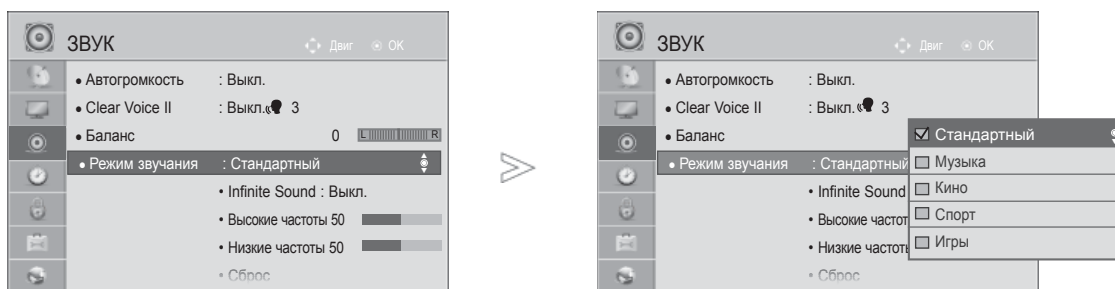 ЗВУК Двиг OK
• Автогромкость : Выкл.
• Clear Voice II : Выкл. 3
• Баланс 0 L R
• Режим звучания : Стандартный
• Infinite Sound : Выкл.
• Высокие частоты 50
• Низкие частоты 50
• Сброс
ЗВУК Двиг OK
• Автогромкость : Выкл.
• Clear Voice II : Выкл. 3
• Баланс
• Режим звучания : Стандартный
• Infinite Sound
• Высокие частот
• Низкие частоты
• Сброс
Стандартный
Музыка
Кино
Спорт
Игры